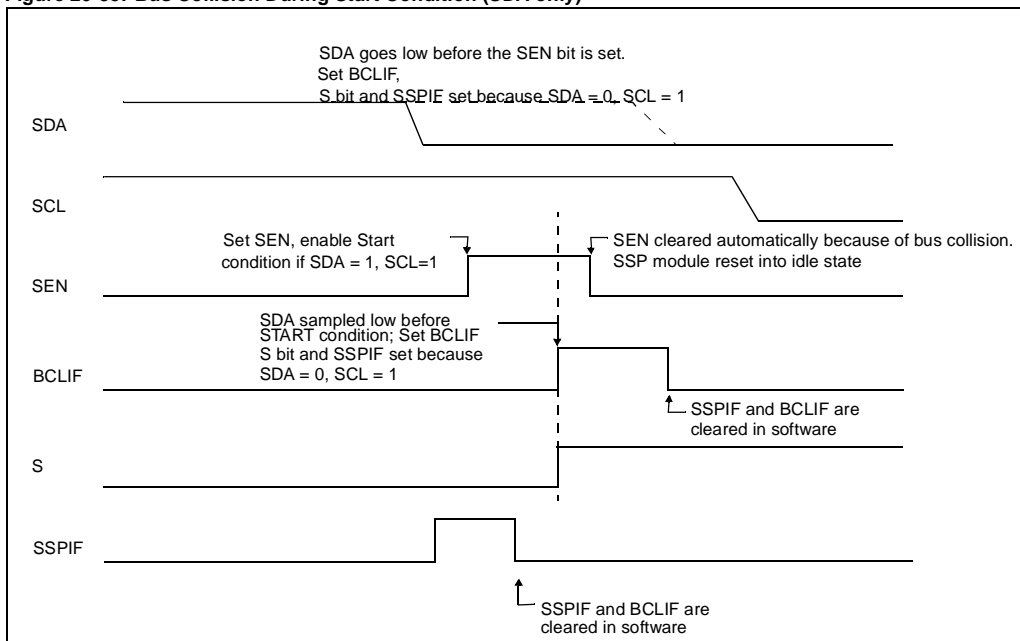 SDA goes low before the SEN bit is set.
Set BCLIF,
S bit and SSPIF set because SDA = 0, SCL = 1
SDA
SCL
Set SEN, enable Start
condition if SDA = 1, SCL=1
SEN cleared automatically because of bus collision.
SSP module reset into idle state
SEN
SDA sampled low before
START condition; Set BCLIF
S bit and SSPIF set because
SDA = 0, SCL = 1
BCLIF
SSPIF and BCLIF are
cleared in software
S
SSPIF
SSPIF and BCLIF are
cleared in software